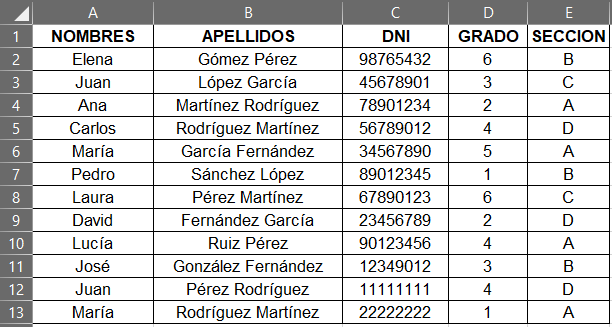 A B C D E
1 NOMBRES APELLIDOS DNI GRADO SECCION
2 Elena Gómez Pérez 98765432 6 B
3 Juan López García 45678901 3 C
4 Ana Martínez Rodríguez 78901234 2 A
5 Carlos Rodríguez Martínez 56789012 4 D
6 María García Fernández 34567890 5 A
7 Pedro Sánchez López 89012345 1 B
8 Laura Pérez Martínez 67890123 6 C
9 David Fernández García 23456789 2 D
10 Lucía Ruiz Pérez 90123456 4 A
11 José González Fernández 12349012 3 B
12 Juan Pérez Rodríguez 11111111 4 D
13 María Rodríguez Martínez 22222222 1 A